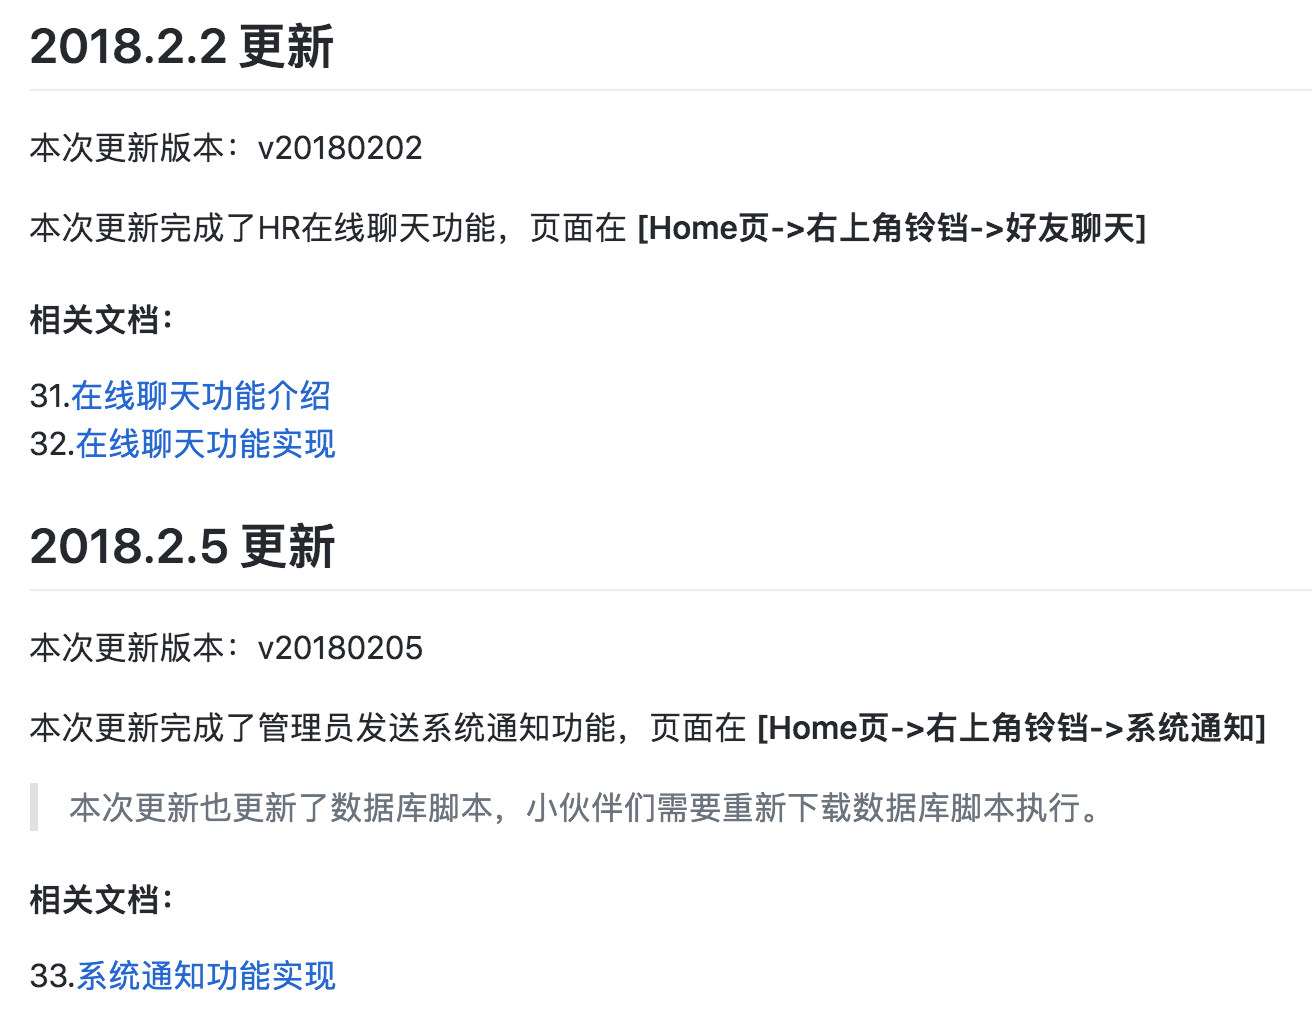 2018.2.2 更新
本次更新版本：v20180202
本次更新完成了HR在线聊天功能，页面在 [Home页->右上角铃铛->好友聊天]
相关文档：
31.在线聊天功能介绍
32.在线聊天功能实现
2018.2.5 更新
本次更新版本：v20180205
本次更新完成了管理员发送系统通知功能，页面在 [Home页->右上角铃铛->系统通知]
本次更新也更新了数据库脚本，小伙伴们需要重新下载数据库脚本执行。
相关文档：
33.系统通知功能实现